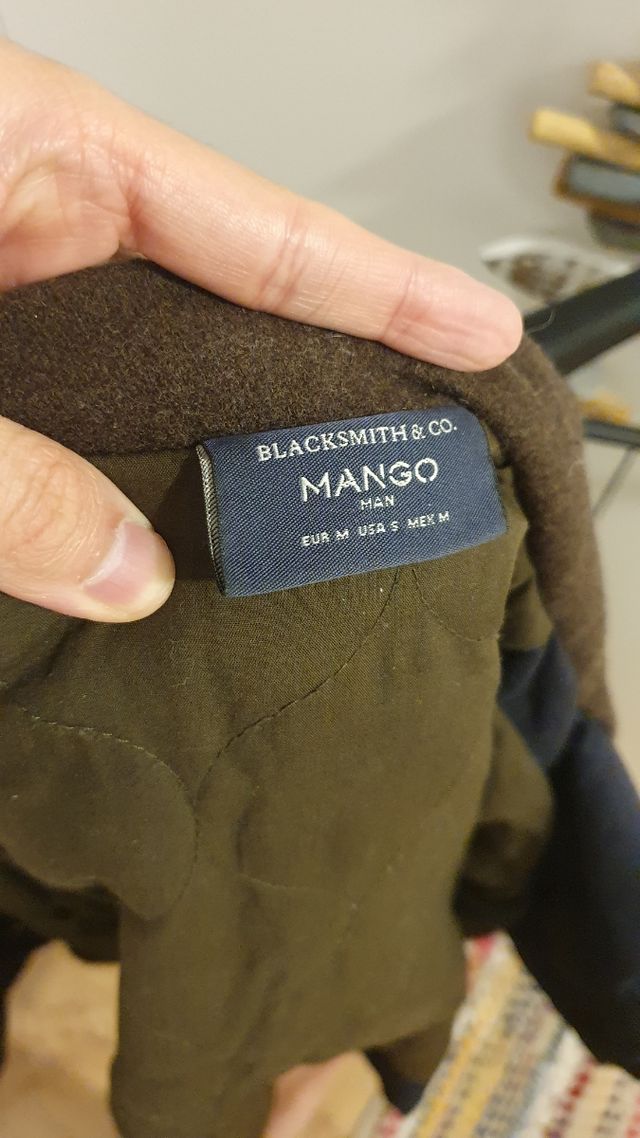 BLACKSMITH & CO.
MANGO
MAN
EUR M USA S MEX M